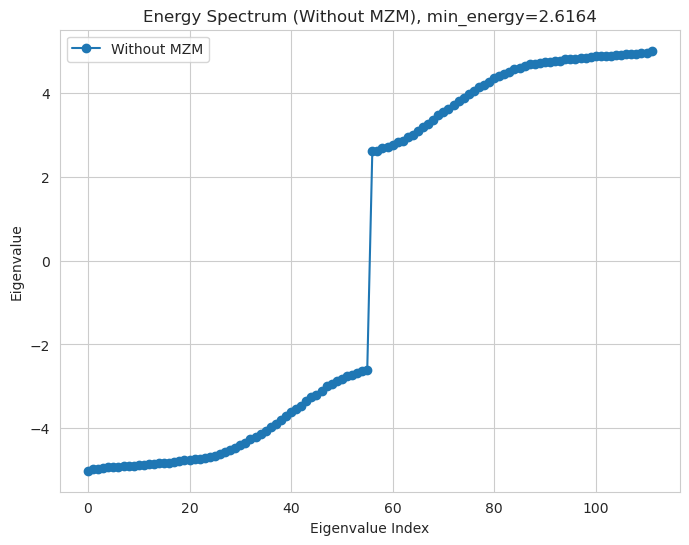 Energy Spectrum (Without MZM), min_energy=2.6164
Without MZM
Eigenvalue
4
2
0
−2
−4
0 20 40 60 80 100
Eigenvalue Index